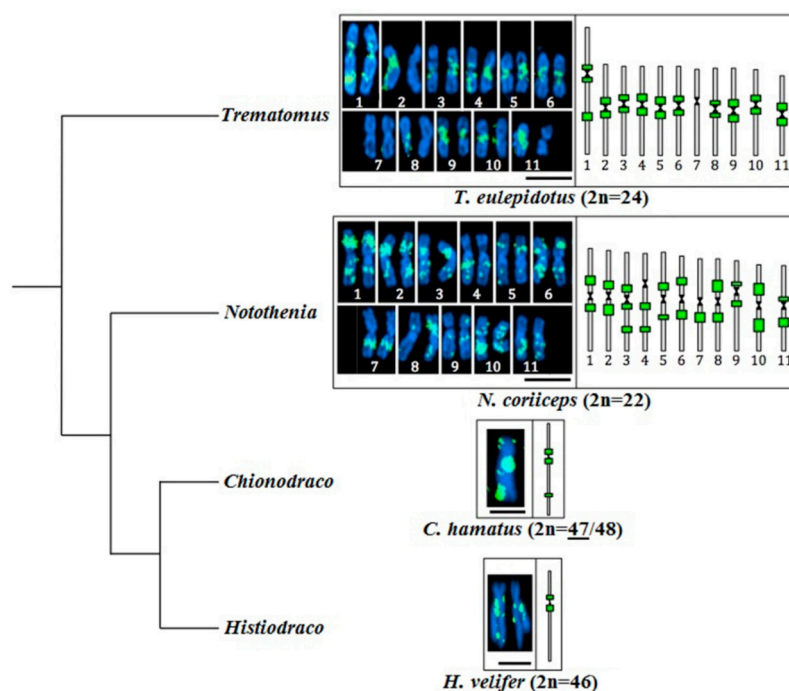 1 2 3 4 5 6
Trematomus
7 8 9 10 11
1 2 3 4 5 6 7 8 9 10 11
T. eulepidotus (2n=24)
1 2 3 4 5 6
Notothenia
7 8 9 10 11
1 2 3 4 5 6 7 8 9 10 11
N. coriiceps (2n=22)
Chionodraco
C. hamatus (2n=47/48)
Histiodraco
H. velifer (2n=46)